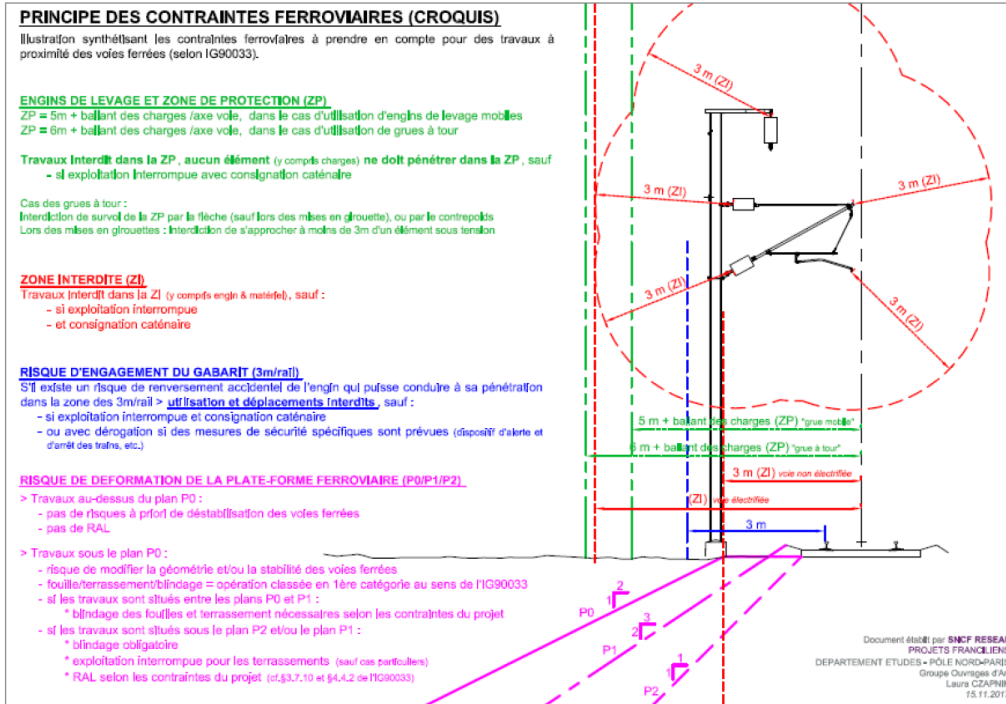 PRINCIPE DES CONTRAINTES FERROVIAIRES (CROQUIS)
Illustration synthétisant les contraintes ferroviaires à prendre en compte pour des travaux à
proximité des voies ferrées (selon IG90033).
ENGINS DE LEVAGE ET ZONE DE PROTECTION (ZP)
ZP = 5m + ballant des charges /axe voie, dans le cas d'utilisation d'engins de levage mobiles
ZP = 6m + ballant des charges /axe voie, dans le cas d'utilisation de grues à tour
Travaux Interdit dans la ZP, aucun élément (y compris charges) ne doit pénétrer dans la ZP, sauf
- si exploitation interrompue avec consignation caténaire
Cas des grues à tour :
Interdiction de survol de la ZP par la flèche (sauf lors des mises en girouette), ou par le contrepoids
Lors des mises en girouettes : Interdiction de s'approcher à moins de 3m d'un élément sous tension
ZONE INTERDITE (ZI)
Travaux Interdit dans la ZI (y compris engin & matériel), sauf :
- si exploitation interrompue
- et consignation caténaire
RISQUE D'ENGAGEMENT DU GABARIT (3m/rail)
S'il existe un risque de renversement accidentel de l'engin qui puisse conduire à sa pénétration
dans la zone des 3m/rail > utilisation et déplacements interdits, sauf :
- si exploitation interrompue et consignation caténaire
- ou avec dérogation si des mesures de sécurité spécifiques sont prévues (dispositif d'alerte et
d'arrêt des trains, etc.)
RISQUE DE DEFORMATION DE LA PLATE-FORME FERROVIAIRE (P0/P1/P2)
> Travaux au-dessus du plan P0 :
- pas de risques à priori de déstabilisation des voies ferrées
- pas de RAL
> Travaux sous le plan P0 :
- risque de modifier la géométrie et/ou la stabilité des voies ferrées
- fouille/terrassement/blindage = opération classée en 1ère catégorie au sens de l'IG90033
- si les travaux sont situés entre les plans P0 et P1 :
* blindage des fouilles et terrassement nécessaires selon les contraintes du projet
- si les travaux sont situés sous le plan P2 et/ou le plan P1 :
* blindage obligatoire
* exploitation interrompue pour les terrassements (sauf cas particuliers)
* RAL selon les contraintes du projet (cf.§3.7.10 et §4.4.2 de l'IG90033)
3 m (ZI)
3 m (ZI)
3 m (ZI)
3 m (ZI)
3 m (ZI)
5 m + ballant des charges (ZP) "grue mobile"
6 m + ballant des charges (ZP) "grue à tour"
3 m (ZI) voie non électrifiée
(ZI) voie électrifiée
3 m
2
1
P0
3
2
P1
1
1
P2
Document établit par SNCF RESEAU
PROJETS FRANCILIENS
DEPARTEMENT ETUDES - PÔLE NORD-PARIS
Groupe Ouvrages d'Ar
Laura CZAPNIK
15.11.201